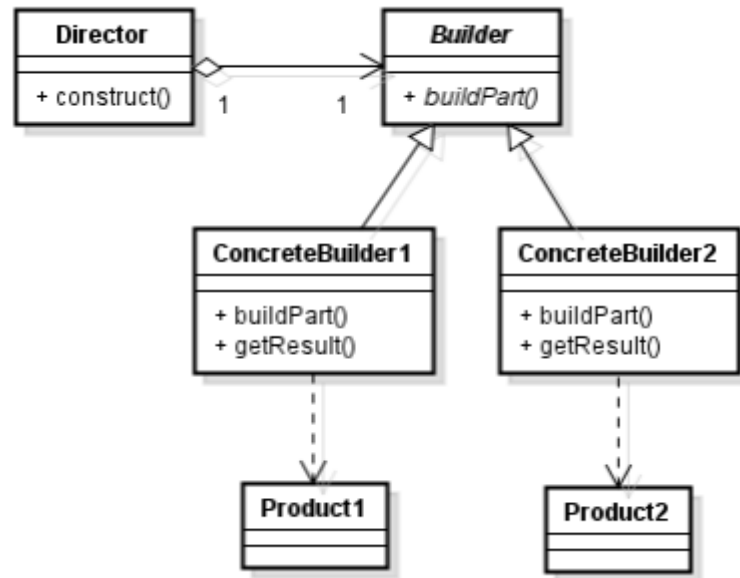 Director
+ construct()
1
1
Builder
+ buildPart()
ConcreteBuilder1
+ buildPart()
+ getResult()
ConcreteBuilder2
+ buildPart()
+ getResult()
Product1
Product2